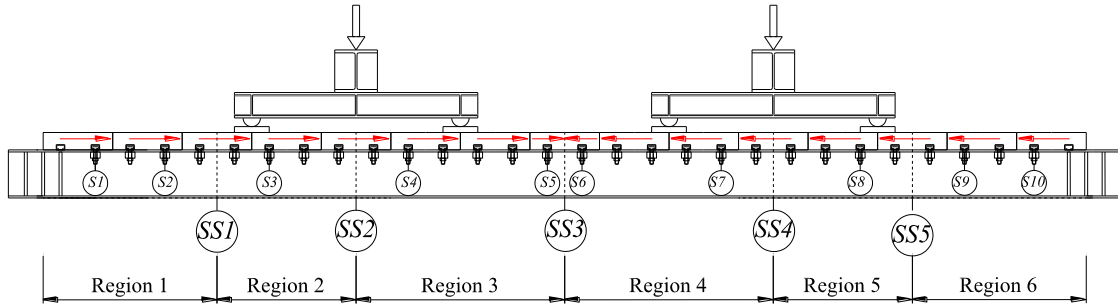 S1 S2 S3 S4 S5 S6 S7 S8 S9 S10
SS1 SS2 SS3 SS4 SS5
Region 1 Region 2 Region 3 Region 4 Region 5 Region 6